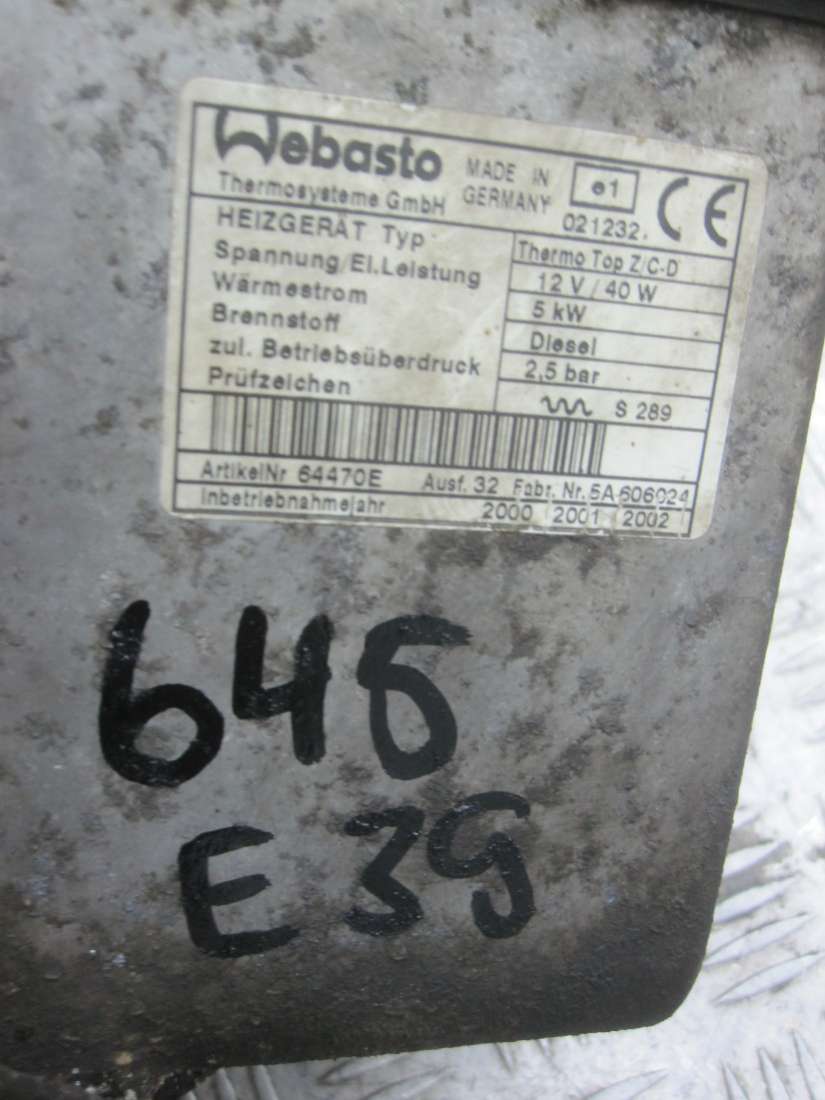 Webasto
MADE IN GERMANY
e1
CE
Thermosysteme GmbH
021232.
HEIZGERÄT Typ Thermo Top Z/C-D
Spannung/El.Leistung 12 V / 40 W
Wärmestrom 5 kW
Brennstoff Diesel
zul. Betriebsüberdruck 2,5 bar
Prüfzeichen S 289
ArtikelNr 64470E Ausf. 32 Fabr. Nr. 5A 606024
Inbetriebnahmejahr 2000 2001 2002
646
E39